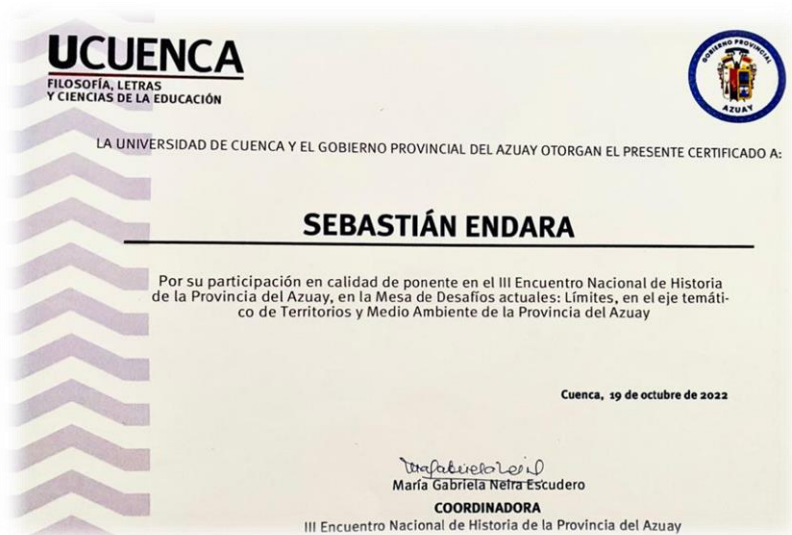 UCUENCA
FILOSOFÍA, LETRAS
Y CIENCIAS DE LA EDUCACIÓN
GOBIERNO PROVINCIAL
AZUAY
LA UNIVERSIDAD DE CUENCA Y EL GOBIERNO PROVINCIAL DEL AZUAY OTORGAN EL PRESENTE CERTIFICADO A:
SEBASTIÁN ENDARA
Por su participación en calidad de ponente en el III Encuentro Nacional de Historia
de la Provincia del Azuay, en la Mesa de Desafíos actuales: Límites, en el eje temáti-
co de Territorios y Medio Ambiente de la Provincia del Azuay
Cuenca, 19 de octubre de 2022
María Gabriela Neira Escudero
COORDINADORA
III Encuentro Nacional de Historia de la Provincia del Azuay